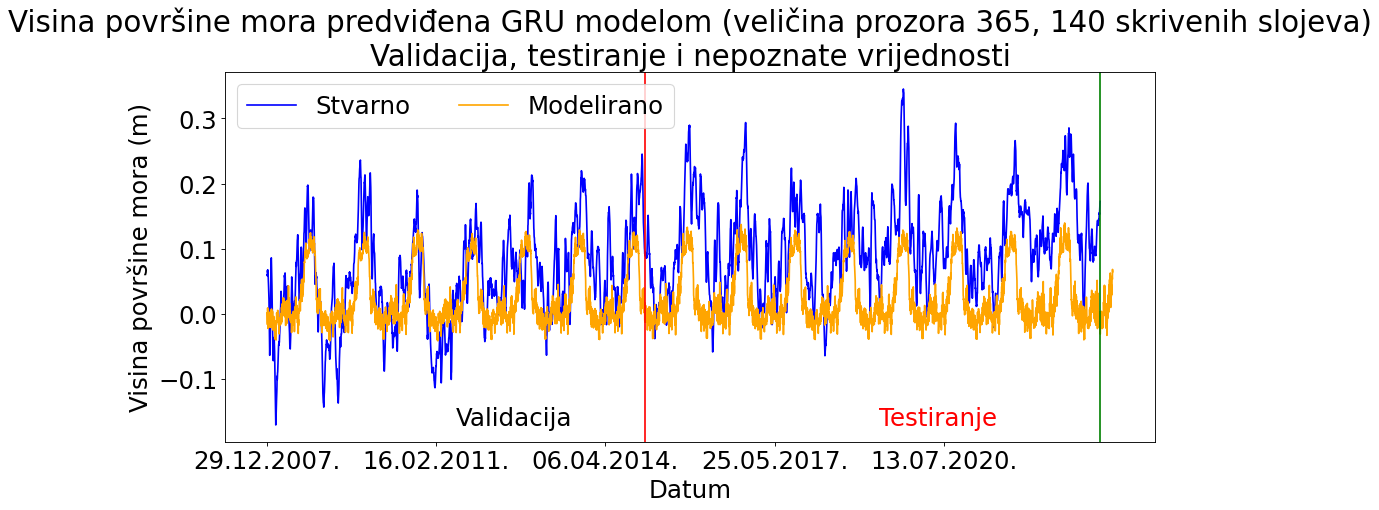 Visina površine mora predviđena GRU modelom (veličina prozora 365, 140 skrivenih slojeva)
Validacija, testiranje i nepoznate vrijednosti
Stvarno Modelirano
Visina površine mora (m)
0.3
0.2
0.1
0.0
−0.1
Validacija Testiranje
29.12.2007. 16.02.2011. 06.04.2014. 25.05.2017. 13.07.2020.
Datum